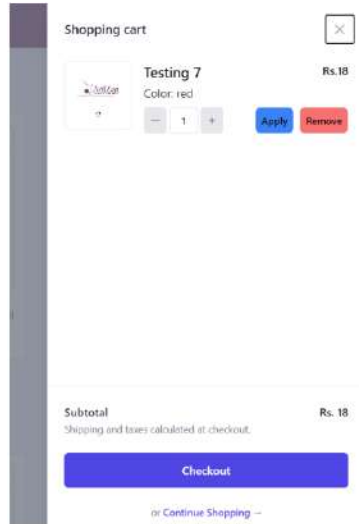 Shopping cart
Testing 7
Rs.18
Color: red
1
Apply
Remove
Subtotal
Rs. 18
Shipping and taxes calculated at checkout.
Checkout
or Continue Shopping →